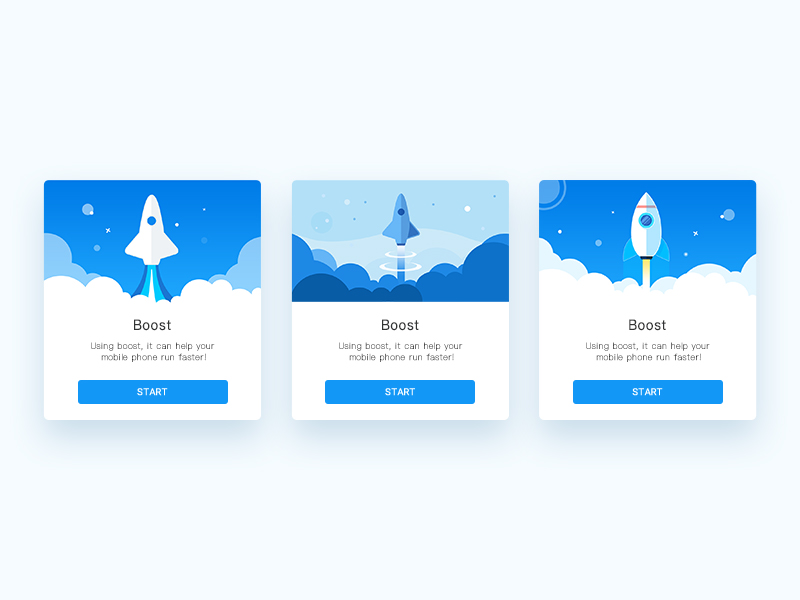 Boost
Using boost, it can help your
mobile phone run faster!
START
Boost
Using boost, it can help your
mobile phone run faster!
START
Boost
Using boost, it can help your
mobile phone run faster!
START